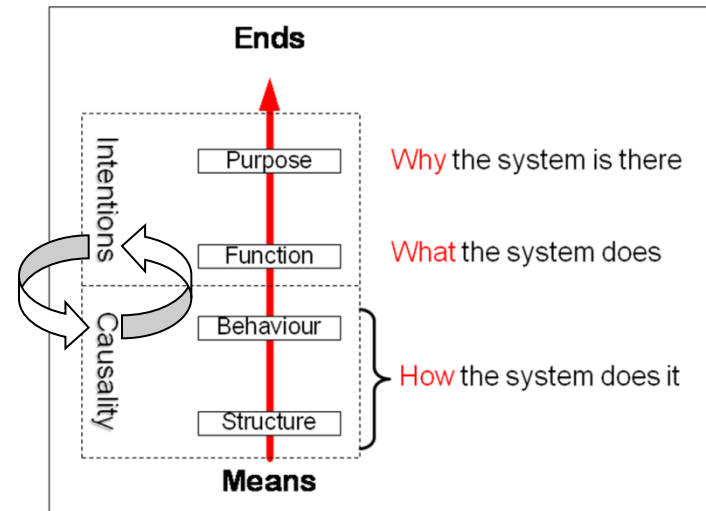 Ends
Intentions
Purpose
Why the system is there
Function
What the system does
Causality
Behaviour
How the system does it
Structure
Means